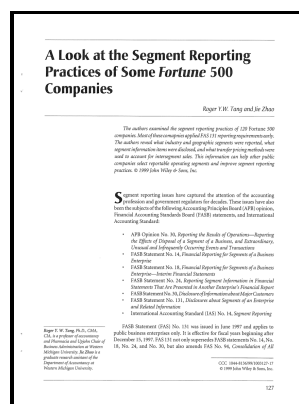 A Look at the Segment Reporting
Practices of Some Fortune 500
Companies
Roger Y.W. Tang and Jie Zhao
The authors examined the segment reporting practices of 120 Fortune 500
companies. Most of these companies applied FAS 131 reporting requirements early.
The authors reveal what industry and geographic segments were reported, what
segment information items were disclosed, and what transfer pricing methods were
used to account for intersegment sales. This information can help other public
companies select reportable operating segments and improve segment reporting
practices. © 1999 John Wiley & Sons, Inc.
Segment reporting issues have captured the attention of the accounting
profession and government regulators for decades. These issues have also
been the subjects of the following Accounting Principles Board (APB) opinion,
Financial Accounting Standards Board (FASB) statements, and International
Accounting Standard:
• APB Opinion No. 30, Reporting the Results of Operations—Reporting
the Effects of Disposal of a Segment of a Business, and Extraordinary,
Unusual and Infrequently Occurring Events and Transactions
• FASB Statement No. 14, Financial Reporting for Segments of a Business
Enterprise
• FASB Statement No. 18, Financial Reporting for Segments of a Business
Enterprise—Interim Financial Statements
• FASB Statement No. 24, Reporting Segment Information in Financial
Statements That Are Presented in Another Enterprise's Financial Report
• FASB Statement No. 30, Disclosure of Information about Major Customers
• FASB Statement No. 131, Disclosures about Segments of an Enterprise
and Related Information
• International Accounting Standard (IAS) No. 14, Segment Reporting
FASB Statement (FAS) No. 131 was issued in June 1997 and applies to
public business enterprises only. It is effective for fiscal years beginning after
December 15, 1997. FAS 131 not only supersedes FASB statements No. 14, No.
18, No. 24, and No. 30, but also amends FAS No. 94, Consolidation of All
Roger Y. W. Tang, Ph.D., CMA,
CIA, is a professor of accountancy
and Pharmacia and Upjohn Chair of
Business Administration at Western
Michigan University. Jie Zhao is a
graduate research assistant of the
Department of Accountancy at
Western Michigan University.
CCC 1044-8136/99/1001127-17
© 1999 John Wiley & Sons, Inc.
127